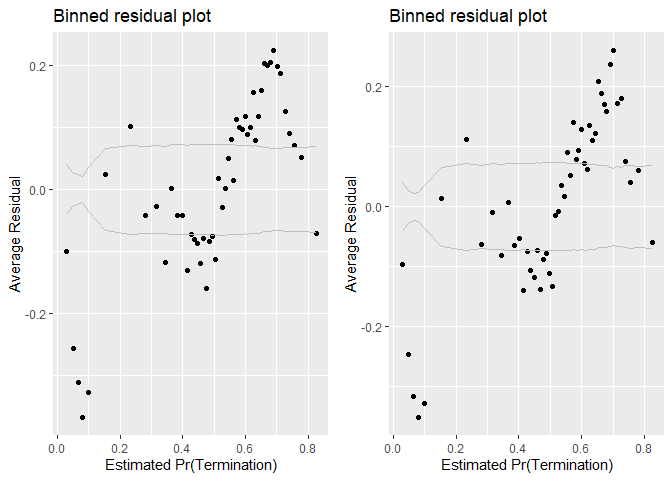 Binned residual plot
Average Residual
0.2
0.0
-0.2
0.0 0.2 0.4 0.6 0.8
Estimated Pr(Termination)
Binned residual plot
Average Residual
0.2
0.0
-0.2
0.0 0.2 0.4 0.6 0.8
Estimated Pr(Termination)